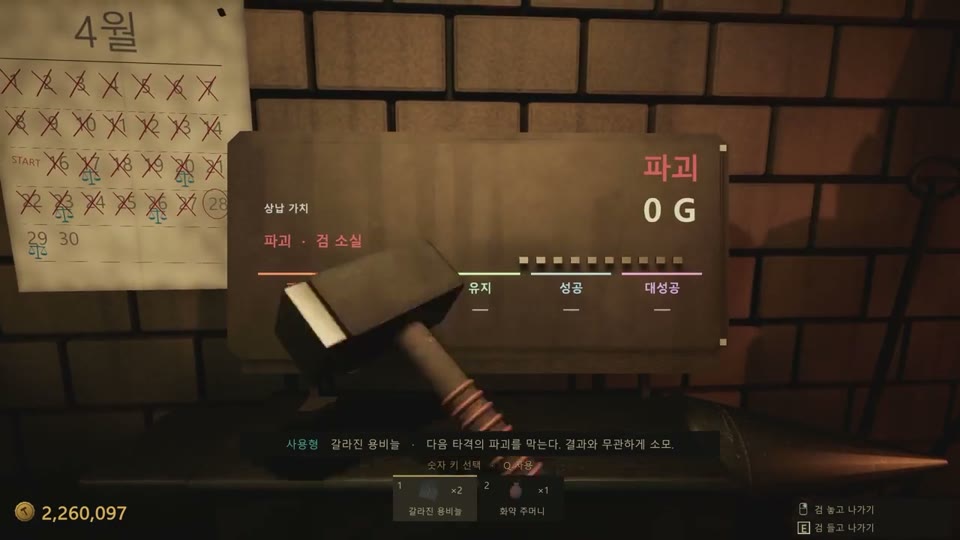 4월
1 2 3 4 5 6 7
8 9 10 11 12 13 14
START 16 17 18 19 20 21
22 23 24 25 26 27 28
29 30
파괴
0 G
상납 가치
파괴 · 검 소실
유지 성공 대성공
— — —
사용형 갈라진 용비늘 · 다음 타격의 파괴를 막는다. 결과와 무관하게 소모.
숫자 키 선택 Q 사용
1 ×2 2 ×1
갈라진 용비늘 화약 주머니
2,260,097
검 놓고 나가기
E 검 들고 나가기